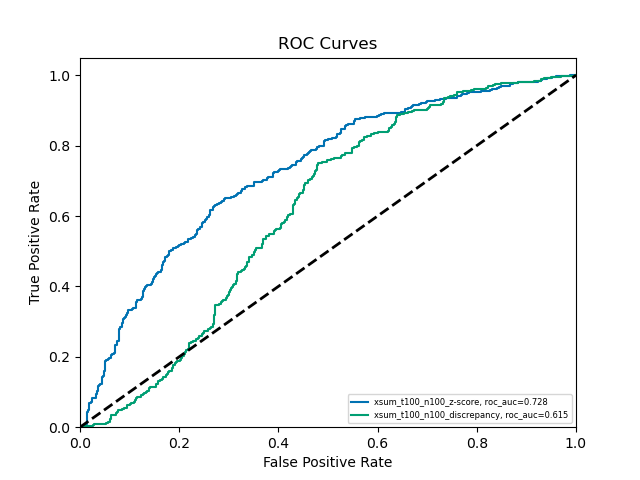 ROC Curves
True Positive Rate
1.0
0.8
0.6
0.4
0.2
0.0
0.0 0.2 0.4 0.6 0.8 1.0
False Positive Rate
xsum_t100_n100_z-score, roc_auc=0.728
xsum_t100_n100_discrepancy, roc_auc=0.615